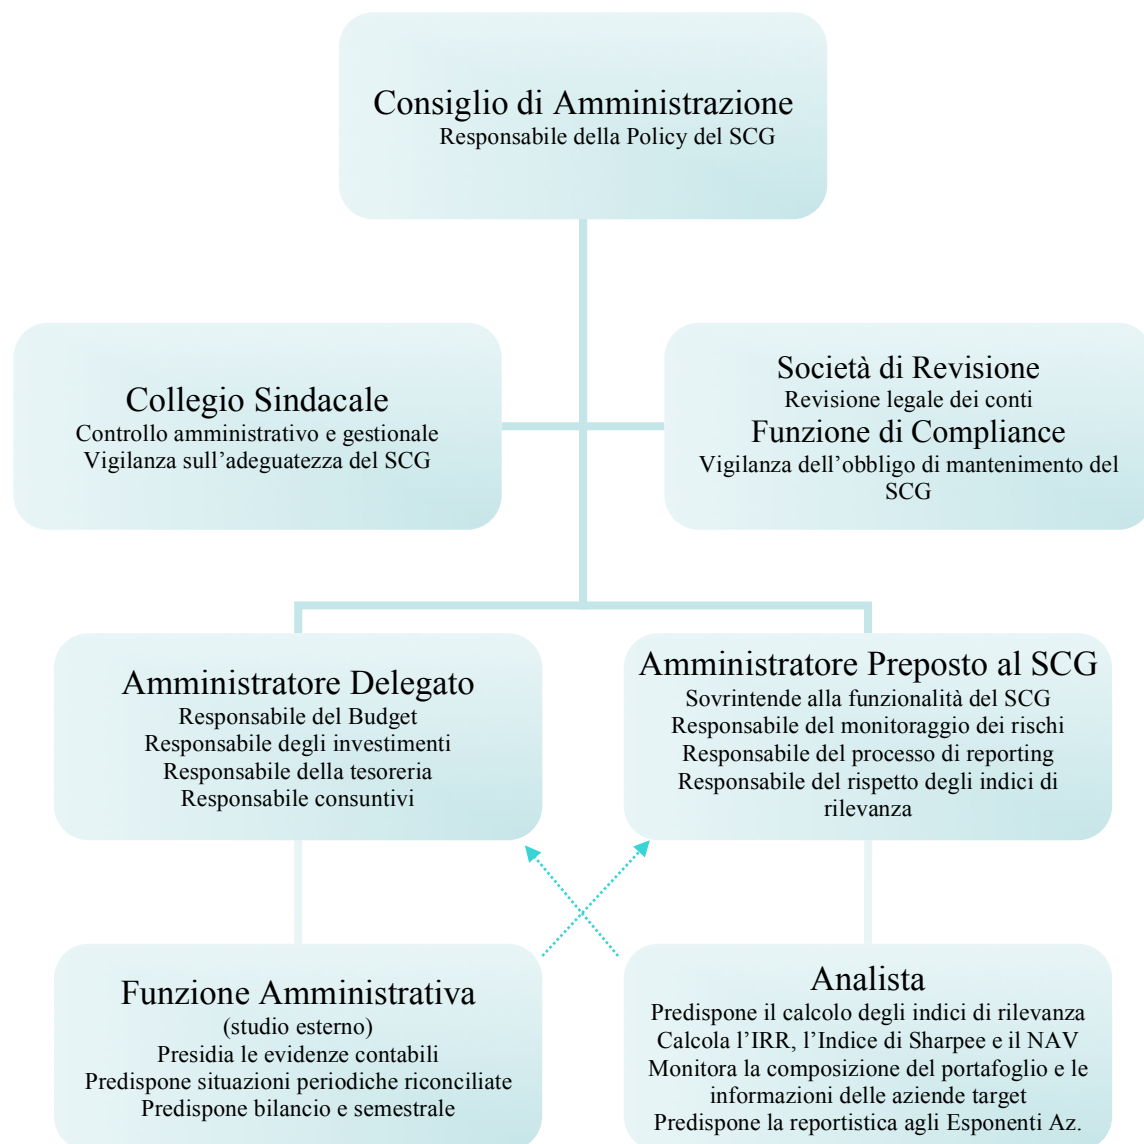 Consiglio di Amministrazione
Responsabile della Policy del SCG
Collegio Sindacale
Controllo amministrativo e gestionale
Vigilanza sull’adeguatezza del SCG
Società di Revisione
Revisione legale dei conti
Funzione di Compliance
Vigilanza dell’obbligo di mantenimento del
SCG
Amministratore Delegato
Responsabile del Budget
Responsabile degli investimenti
Responsabile della tesoreria
Responsabile consuntivi
Amministratore Preposto al SCG
Sovrintende alla funzionalità del SCG
Responsabile del monitoraggio dei rischi
Responsabile del processo di reporting
Responsabile del rispetto degli indici di
rilevanza
Funzione Amministrativa
(studio esterno)
Presidia le evidenze contabili
Predispone situazioni periodiche riconciliate
Predispone bilancio e semestrale
Analista
Predispone il calcolo degli indici di rilevanza
Calcola l’IRR, l’Indice di Sharpee e il NAV
Monitora la composizione del portafoglio e le
informazioni delle aziende target
Predispone la reportistica agli Esponenti Az.